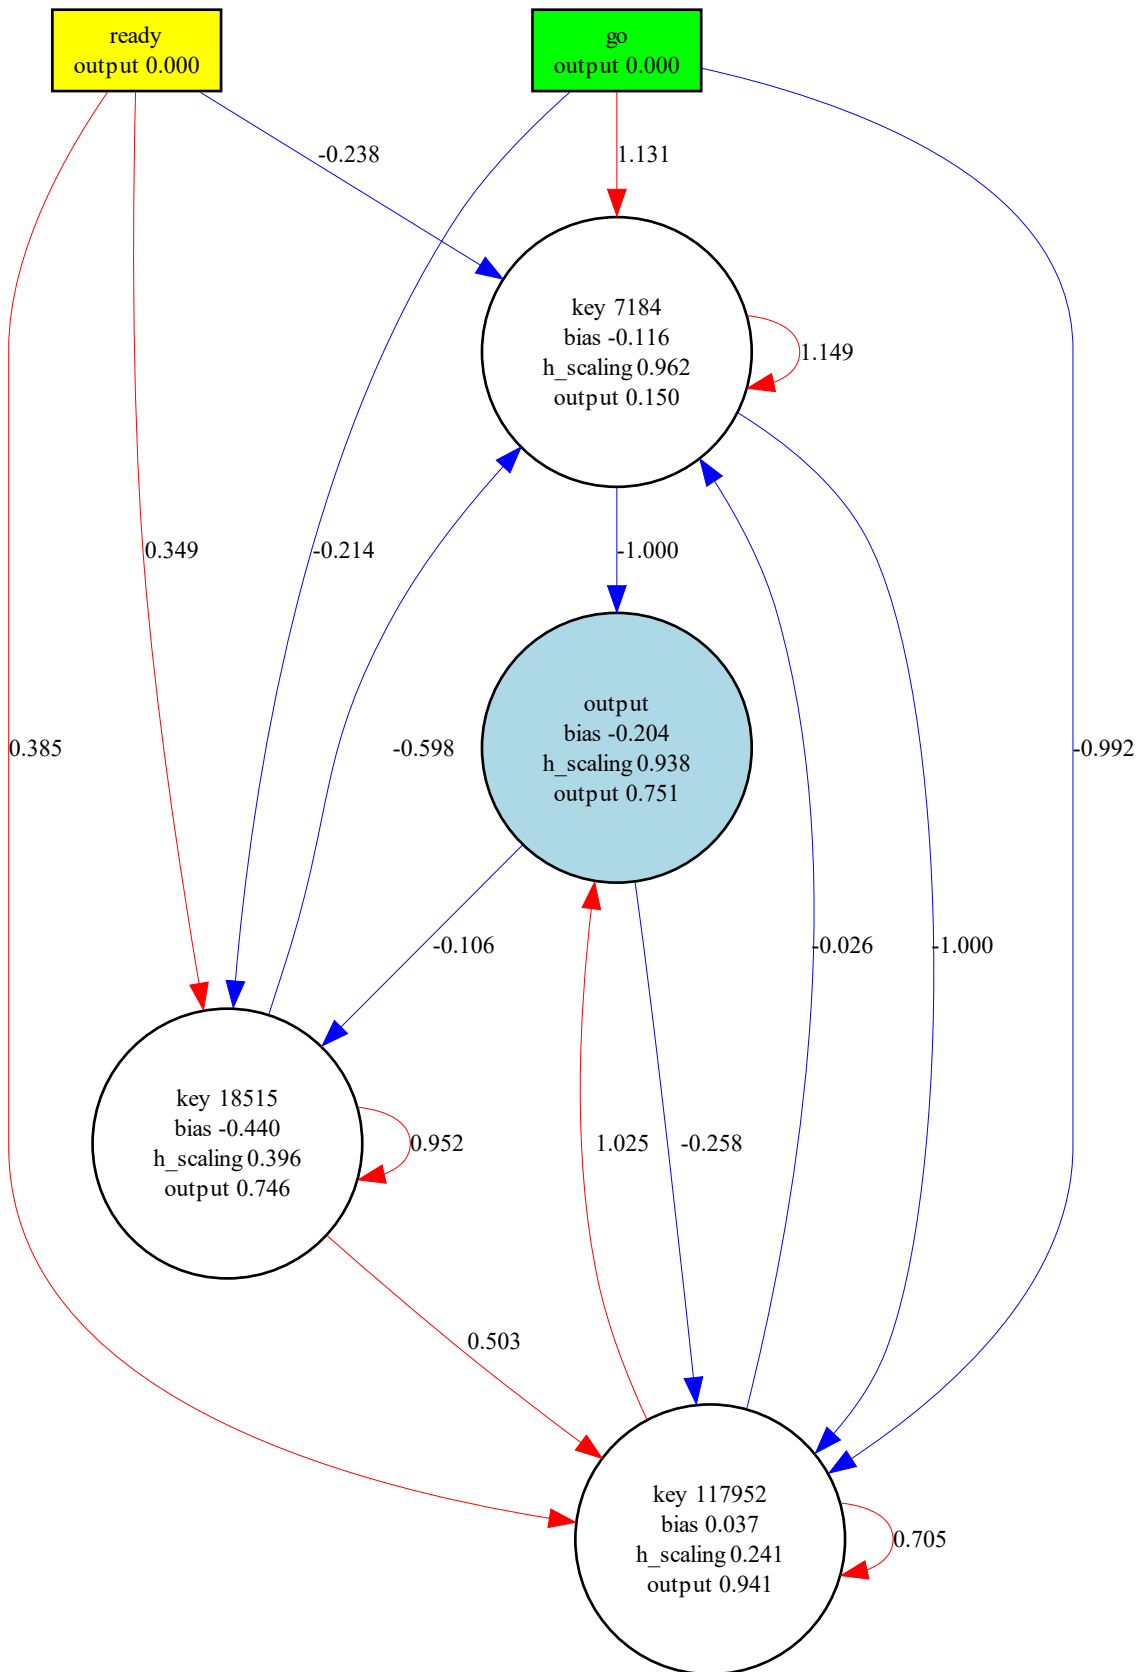 ready
output 0.000
go
output 0.000
-0.238
1.131
key 7184
bias -0.116
h_scaling 0.962
output 0.150
1.149
0.349
-0.214
-1.000
output
bias -0.204
h_scaling 0.938
output 0.751
0.385
-0.598
-0.992
-0.106
-0.026
-1.000
key 18515
bias -0.440
h_scaling 0.396
output 0.746
0.952
1.025
-0.258
0.503
key 117952
bias 0.037
h_scaling 0.241
output 0.941
0.705